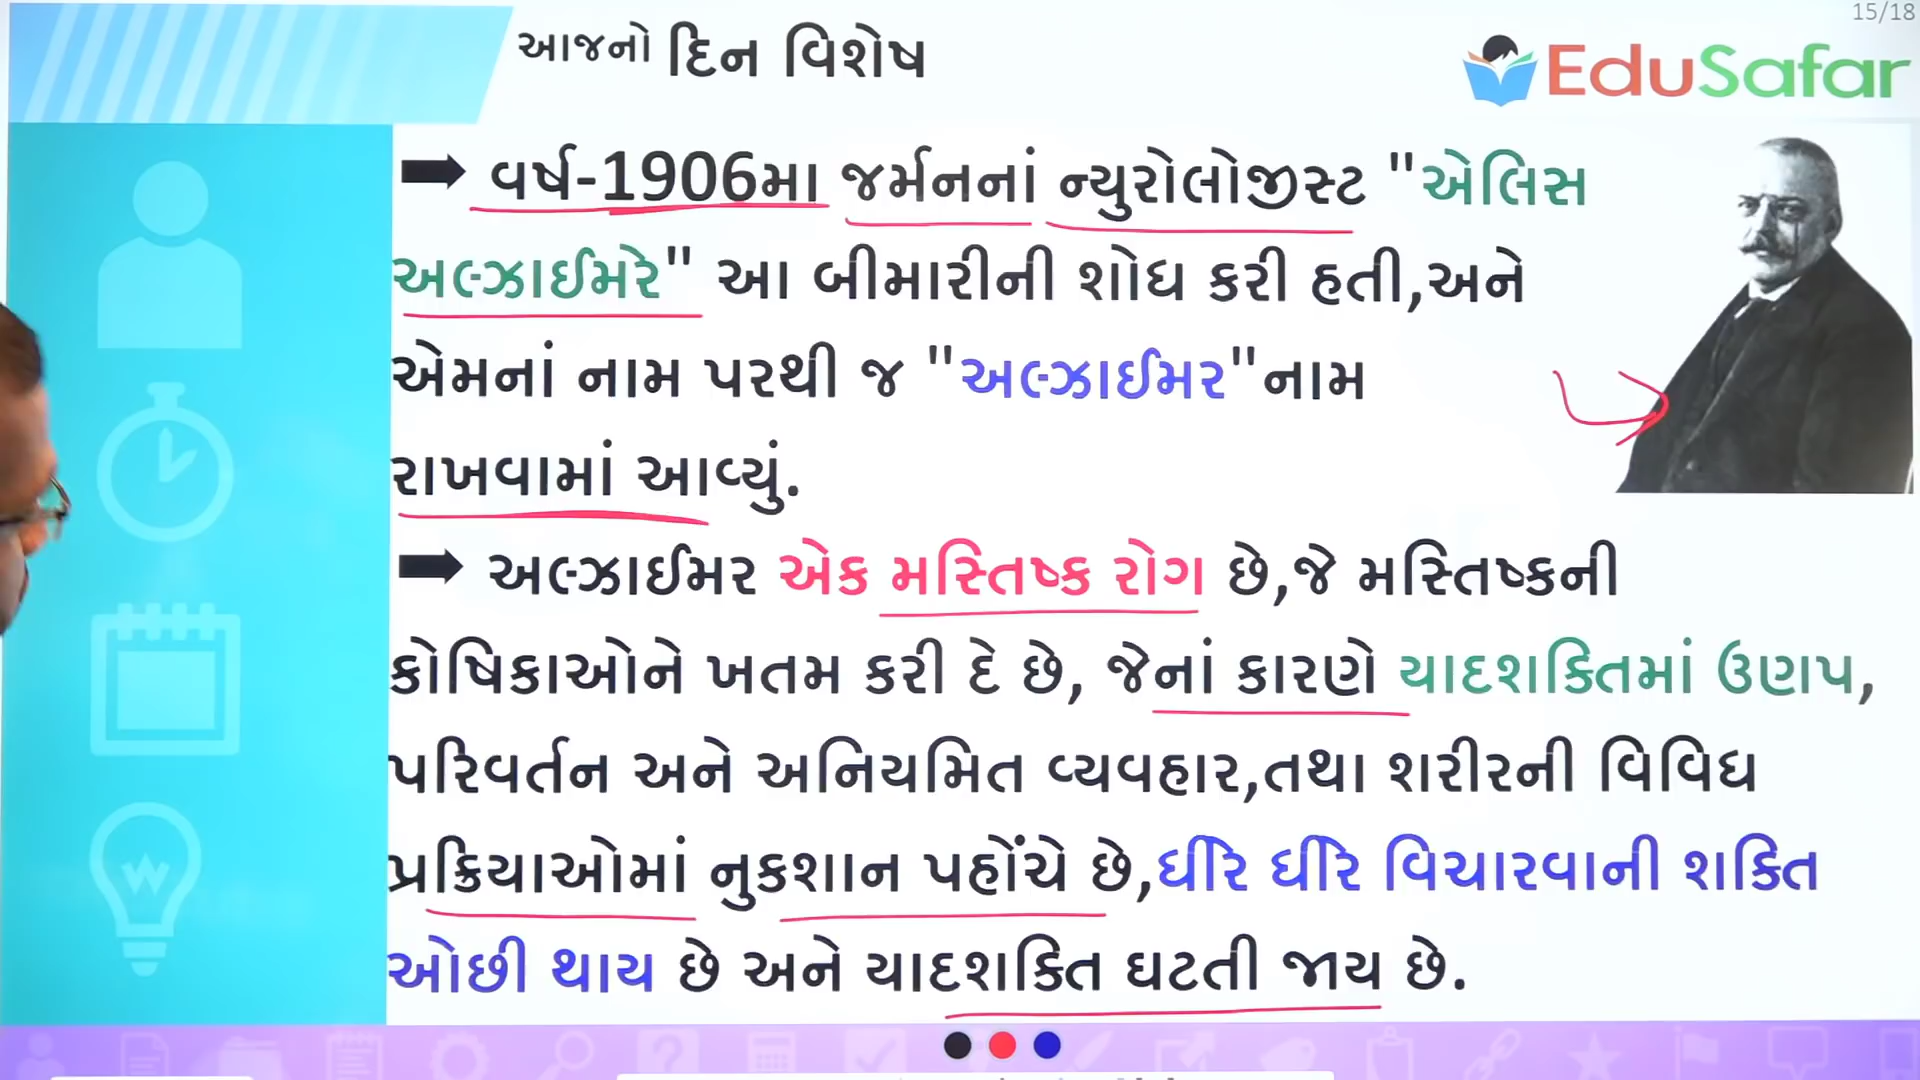 15/18
આજનો દિન વિશેષ
EduSafar
➡ વર્ષ-1906મા જર્મનનાં ન્યુરોલોજીસ્ટ "એલિસ
અલ્ઝાઈમરે" આ બીમારીની શોધ કરી હતી,અને
એમનાં નામ પરથી જ "અલ્ઝાઈમર"નામ
રાખવામાં આવ્યું.
➡ અલ્ઝાઈમર એક મસ્તિષ્ક રોગ છે,જે મસ્તિષ્કની
કોષિકાઓને ખતમ કરી દે છે, જેનાં કારણે યાદશકિતમાં ઉણપ,
પરિવર્તન અને અનિયમિત વ્યવહાર,તથા શરીરની વિવિધ
પ્રક્રિયાઓમાં નુકશાન પહોંચે છે,ધીરે ધીરે વિચારવાની શકિત
ઓછી થાય છે અને યાદશકિત ઘટતી જાય છે.